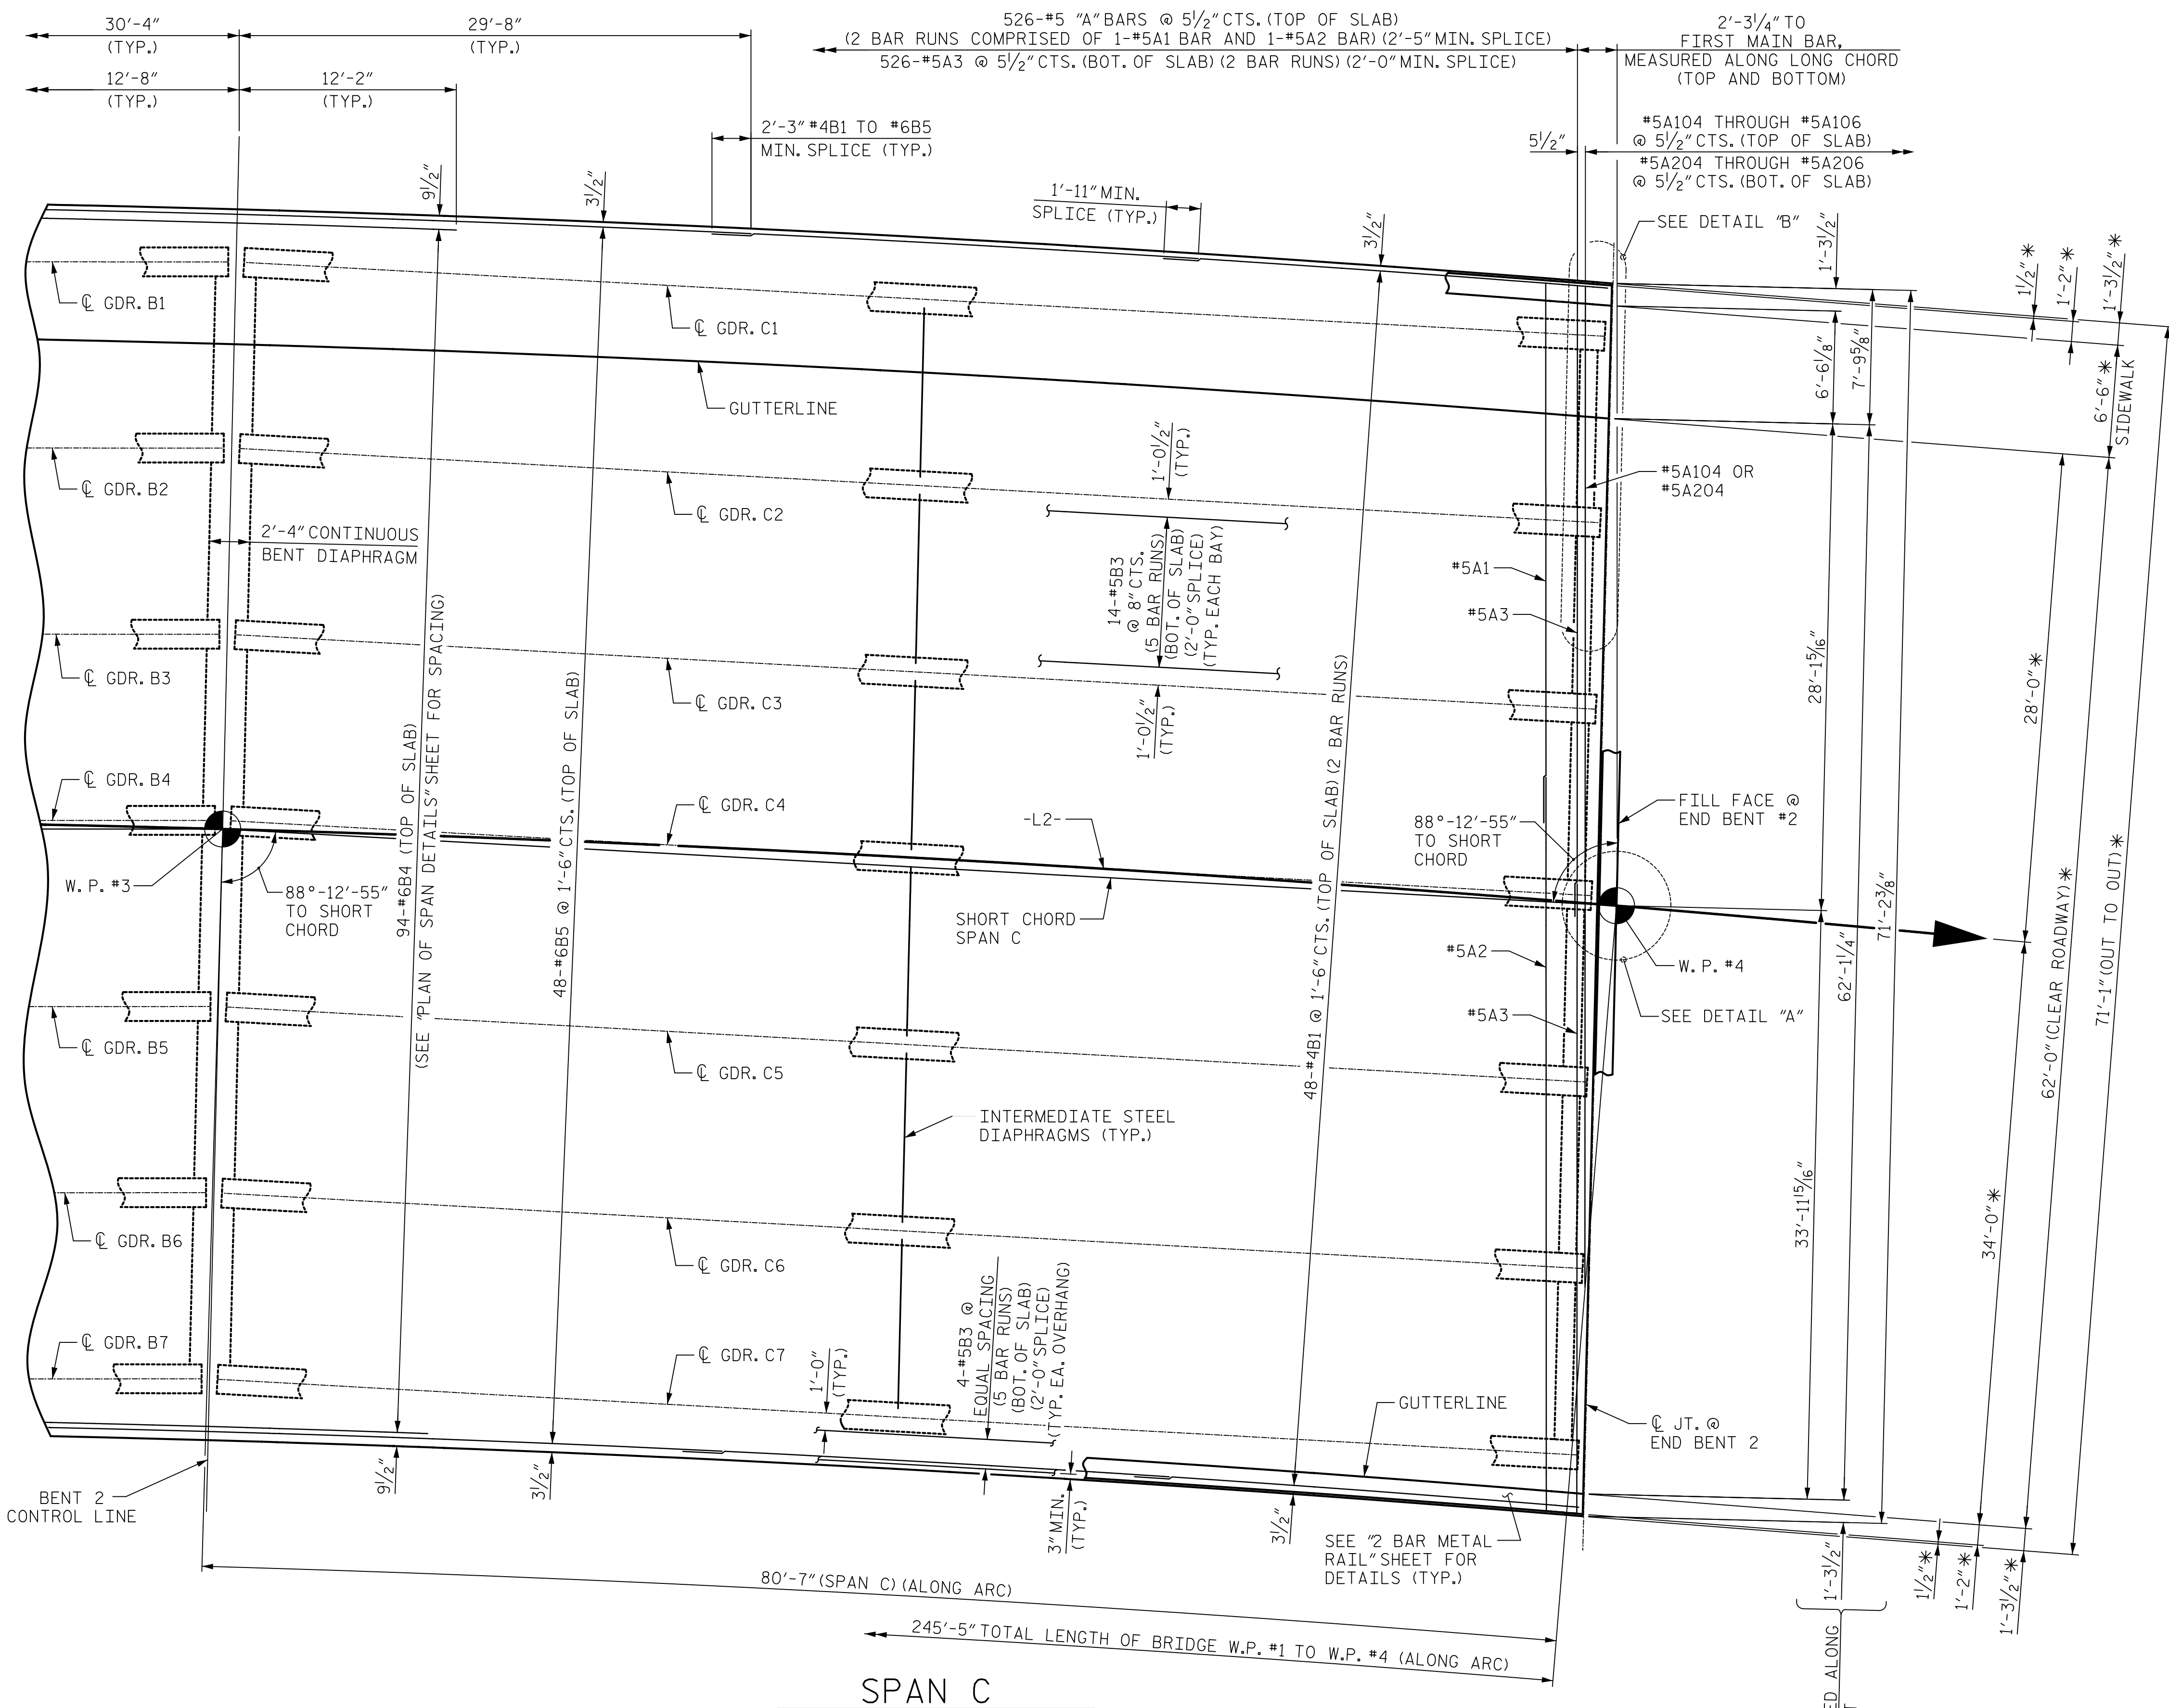 30'-4"
(TYP.)
29'-8"
(TYP.)
12'-8"
(TYP.)
12'-2"
(TYP.)
526-#5 "A" BARS @ 5½" CTS. (TOP OF SLAB)
(2 BAR RUNS COMPRISED OF 1-#5A1 BAR AND 1-#5A2 BAR) (2'-5" MIN. SPLICE)
526-#5A3 @ 5½" CTS. (BOT. OF SLAB) (2 BAR RUNS) (2'-0" MIN. SPLICE)
2'-3¼" TO
FIRST MAIN BAR,
MEASURED ALONG LONG CHORD
(TOP AND BOTTOM)
2'-3" #4B1 TO #6B5
MIN. SPLICE (TYP.)
5½"
#5A104 THROUGH #5A106
@ 5½" CTS. (TOP OF SLAB)
#5A204 THROUGH #5A206
@ 5½" CTS. (BOT. OF SLAB)
9½"
3½"
1'-11" MIN.
SPLICE (TYP.)
3½"
SEE DETAIL "B"
1'-3½"
1½"*
1'-2"*
1'-3½"*
℄ GDR. B1
℄ GDR. C1
6'-6⅛"
7'-9⅝"
6'-6"*
SIDEWALK
GUTTERLINE
1'-0½"
(TYP.)
℄ GDR. B2
℄ GDR. C2
#5A104 OR
#5A204
2'-4" CONTINUOUS
BENT DIAPHRAGM
14-#5B3
@ 8" CTS.
(5 BAR RUNS)
(BOT. OF SLAB)
(2'-0" SPLICE)
(TYP. EACH BAY)
#5A1
#5A3
℄ GDR. B3
℄ GDR. C3
1'-0½"
(TYP.)
28'-1⁵⁄₁₆"
28'-0"*
94-#6B4 (TOP OF SLAB)
(SEE "PLAN OF SPAN DETAILS" SHEET FOR SPACING)
48-#6B5 @ 1'-6" CTS. (TOP OF SLAB)
48-#4B1 @ 1'-6" CTS. (TOP OF SLAB) (2 BAR RUNS)
℄ GDR. B4
℄ GDR. C4
-L2-
FILL FACE @
END BENT #2
88°-12'-55"
TO SHORT
CHORD
W. P. #3
88°-12'-55"
TO SHORT
CHORD
SHORT CHORD
SPAN C
#5A2
W. P. #4
#5A3
SEE DETAIL "A"
62'-1¼"
71'-2⅜"
62'-0" (CLEAR ROADWAY)*
71'-1" (OUT TO OUT)*
℄ GDR. B5
℄ GDR. C5
INTERMEDIATE STEEL
DIAPHRAGMS (TYP.)
33'-11¹⁵⁄₁₆"
34'-0"*
℄ GDR. B6
℄ GDR. C6
℄ GDR. B7
℄ GDR. C7
1'-0"
(TYP.)
4-#5B3 @
EQUAL SPACING
(5 BAR RUNS)
(BOT. OF SLAB)
(2'-0" SPLICE)
(TYP. EA. OVERHANG)
GUTTERLINE
℄ JT. @
END BENT 2
BENT 2
CONTROL LINE
9½"
3½"
3" MIN.
(TYP.)
3½"
SEE "2 BAR METAL
RAIL" SHEET FOR
DETAILS (TYP.)
1'-3½"
1½"*
1'-2"*
1'-3½"*
80'-7" (SPAN C) (ALONG ARC)
245'-5" TOTAL LENGTH OF BRIDGE W.P. #1 TO W.P. #4 (ALONG ARC)
ED ALONG
SPAN C